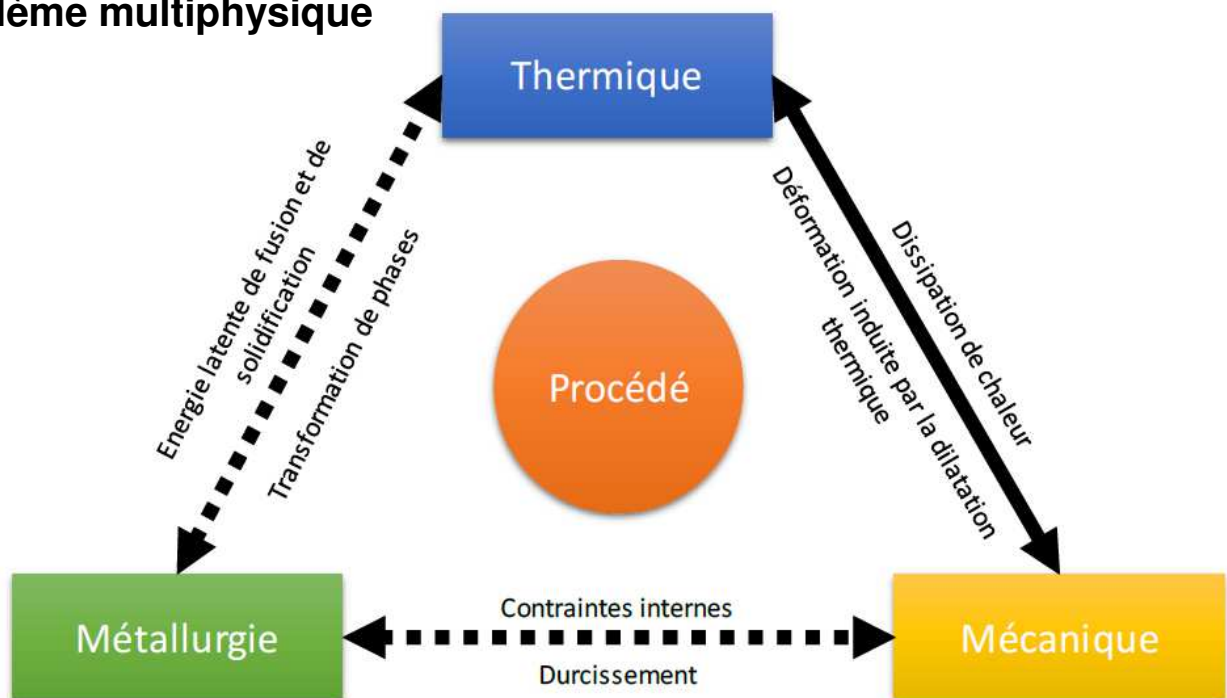 lème multiphysique
Thermique
Energie latente de fusion et de
solidification
Transformation de phases
Dissipation de chaleur
Déformation induite par la dilatation
thermique
Procédé
Métallurgie
Contraintes internes
Durcissement
Mécanique